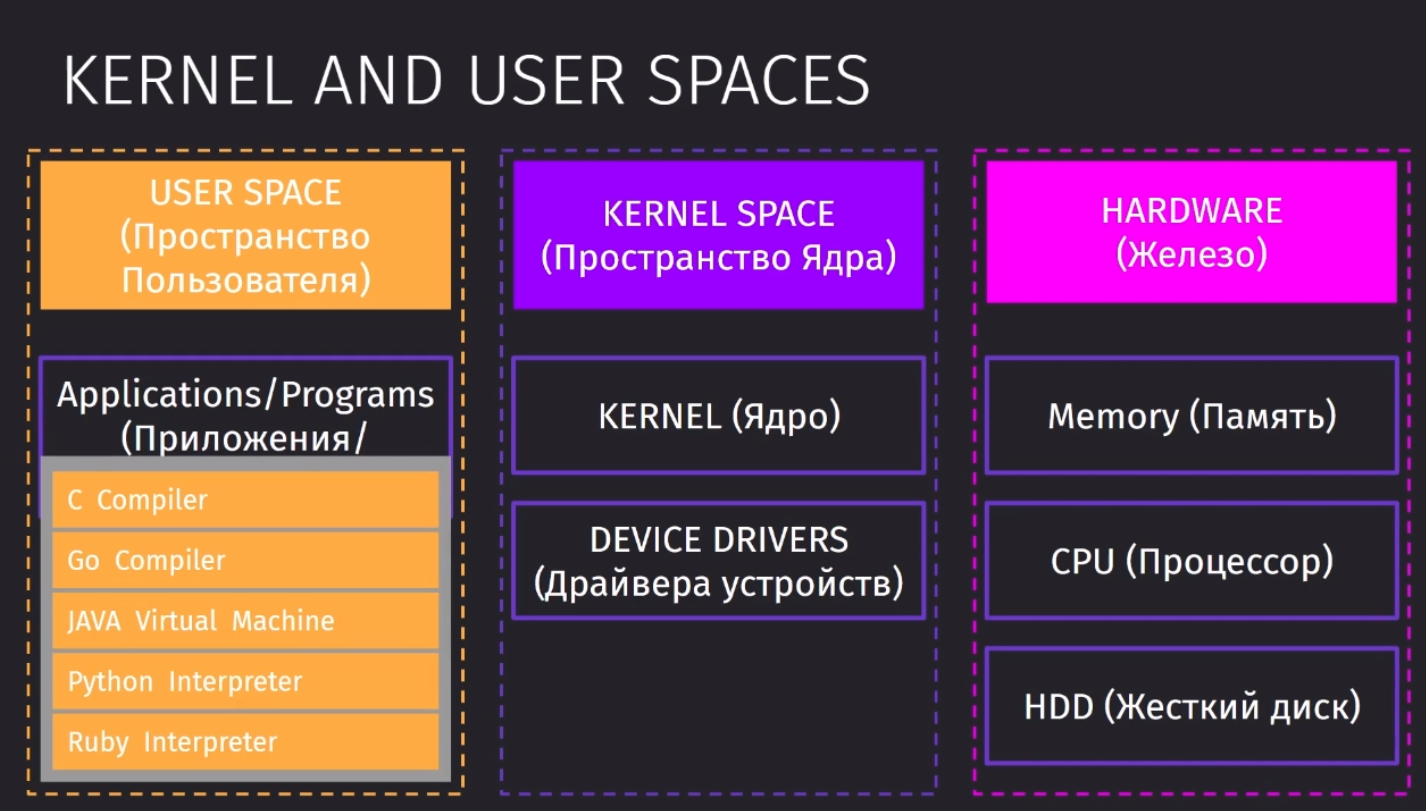 KERNEL AND USER SPACES
USER SPACE
(Пространство
Пользователя)
Applications/Programs
(Приложения/
C Compiler
Go Compiler
JAVA Virtual Machine
Python Interpreter
Ruby Interpreter
KERNEL SPACE
(Пространство Ядра)
KERNEL (Ядро)
DEVICE DRIVERS
(Драйвера устройств)
HARDWARE
(Железо)
Memory (Память)
CPU (Процессор)
HDD (Жесткий диск)